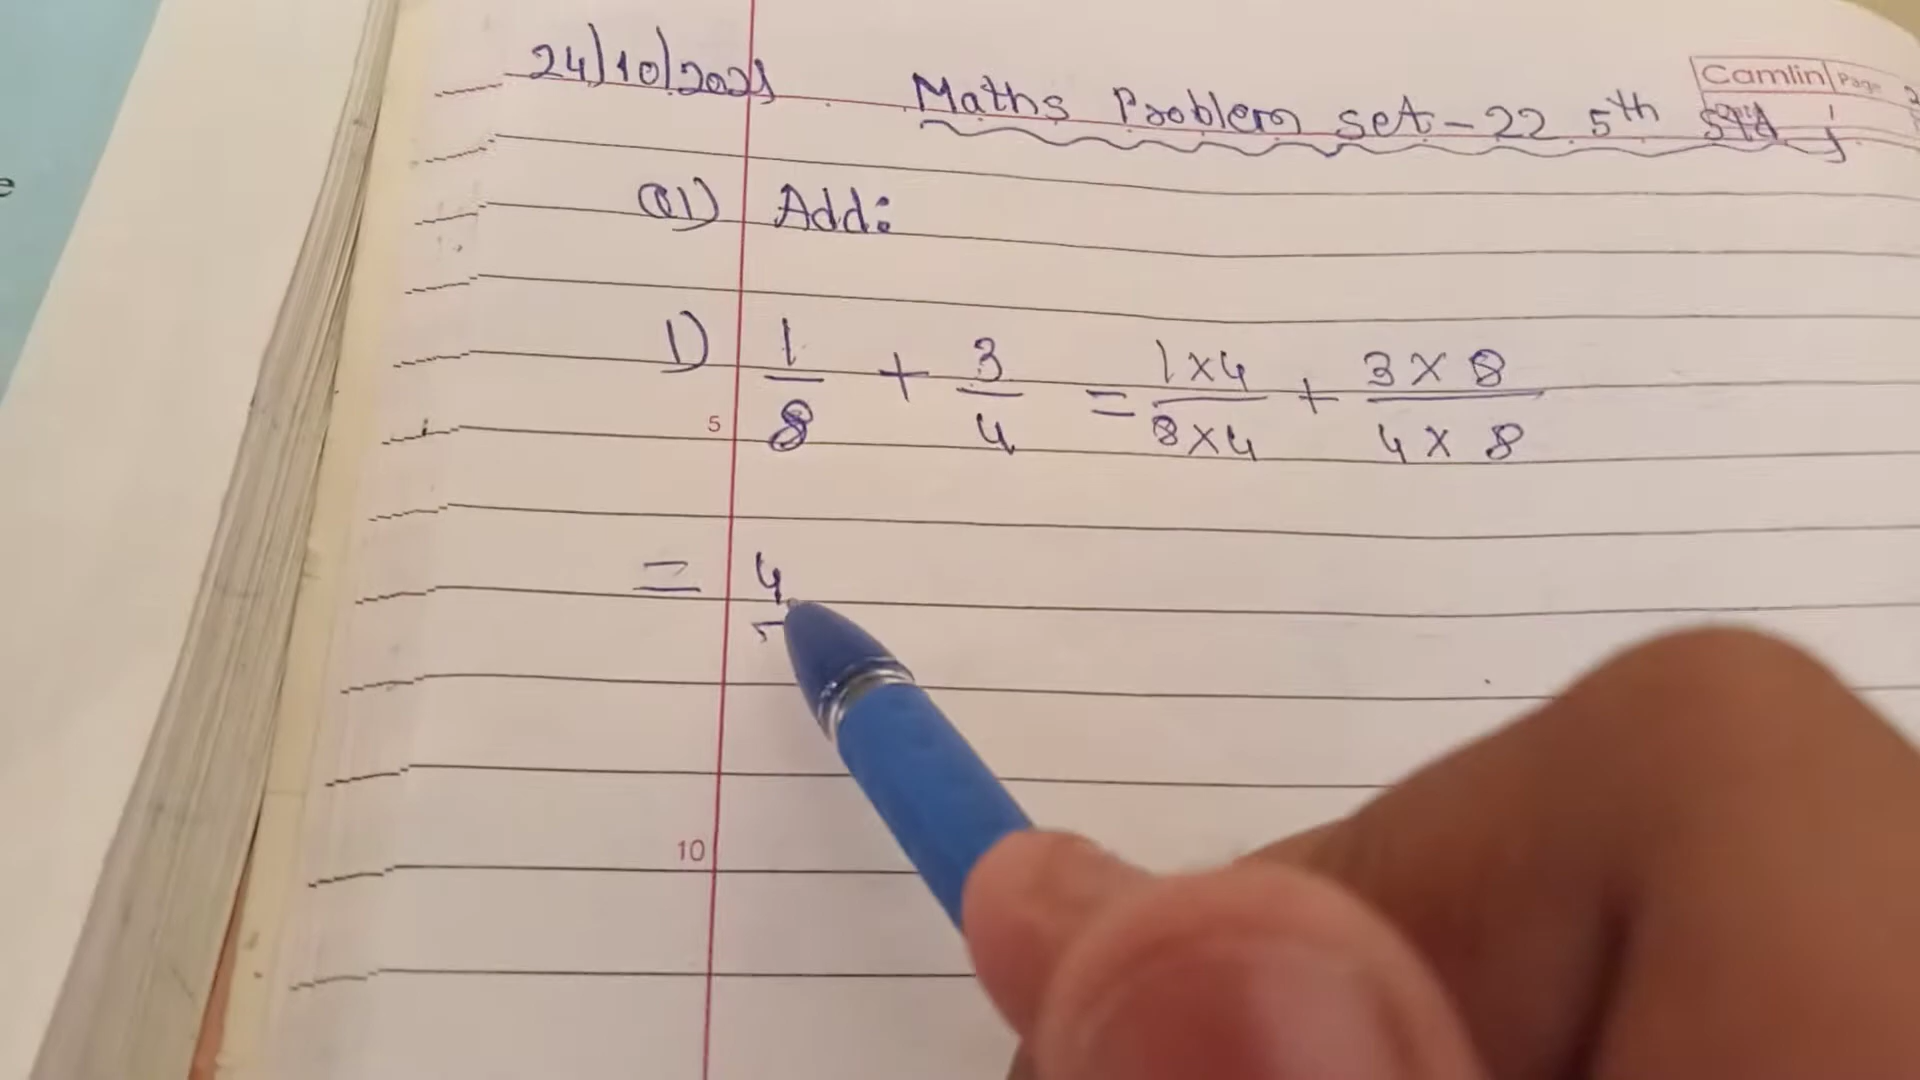 24/10/2021
Maths Problem set-22 5th std
Camlin Page
Q1) Add:
1) 1/8 + 3/4 = 1×4/8×4 + 3×8/4×8
5
= 4
10